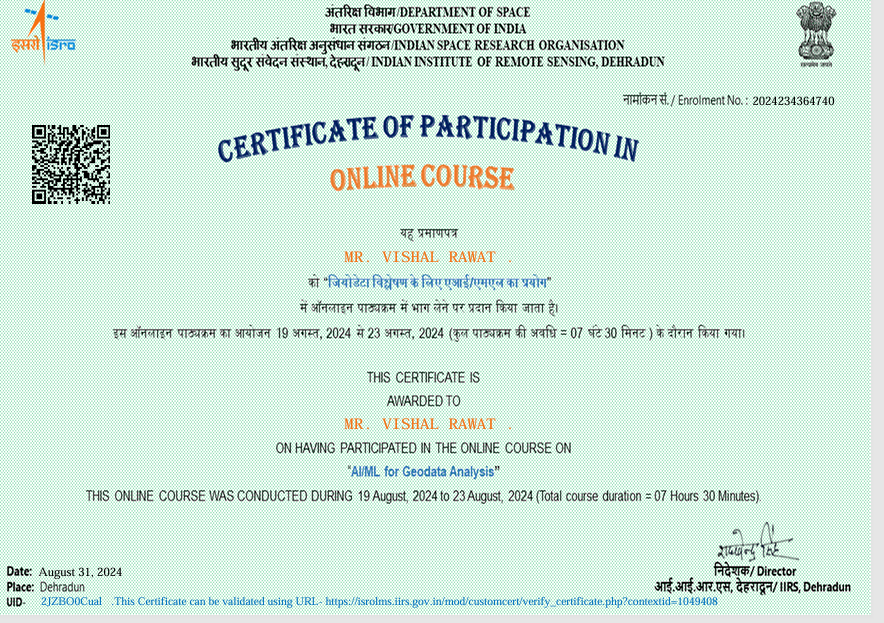 अंतरिक्ष विभाग/DEPARTMENT OF SPACE
भारत सरकार/GOVERNMENT OF INDIA
भारतीय अंतरिक्ष अनुसंधान संगठन/INDIAN SPACE RESEARCH ORGANISATION
भारतीय सुदूर संवेदन संस्थान, देहरादून/ INDIAN INSTITUTE OF REMOTE SENSING, DEHRADUN
इसरो isro
सत्यमेव जयते
नामांकन सं./ Enrolment No. : 2024234364740
CERTIFICATE OF PARTICIPATION IN
ONLINE COURSE
यह प्रमाणपत्र
MR. VISHAL RAWAT .
को “जियोडेटा विश्लेषण के लिए एआई/एमएल का प्रयोग”
में ऑनलाइन पाठ्यक्रम में भाग लेने पर प्रदान किया जाता है।
इस ऑनलाइन पाठ्यक्रम का आयोजन 19 अगस्त, 2024 से 23 अगस्त, 2024 (कुल पाठ्यक्रम की अवधि = 07 घंटे 30 मिनट ) के दौरान किया गया।
THIS CERTIFICATE IS
AWARDED TO
MR. VISHAL RAWAT .
ON HAVING PARTICIPATED IN THE ONLINE COURSE ON
“AI/ML for Geodata Analysis”
THIS ONLINE COURSE WAS CONDUCTED DURING 19 August, 2024 to 23 August, 2024 (Total course duration = 07 Hours 30 Minutes).
निदेशक/ Director
आई.आई.आर.एस, देहरादून/ IIRS, Dehradun
Date: August 31, 2024
Place: Dehradun
UID- 2JZBO0Cual .This Certificate can be validated using URL- https://isrolms.iirs.gov.in/mod/customcert/verify_certificate.php?contextid=1049408